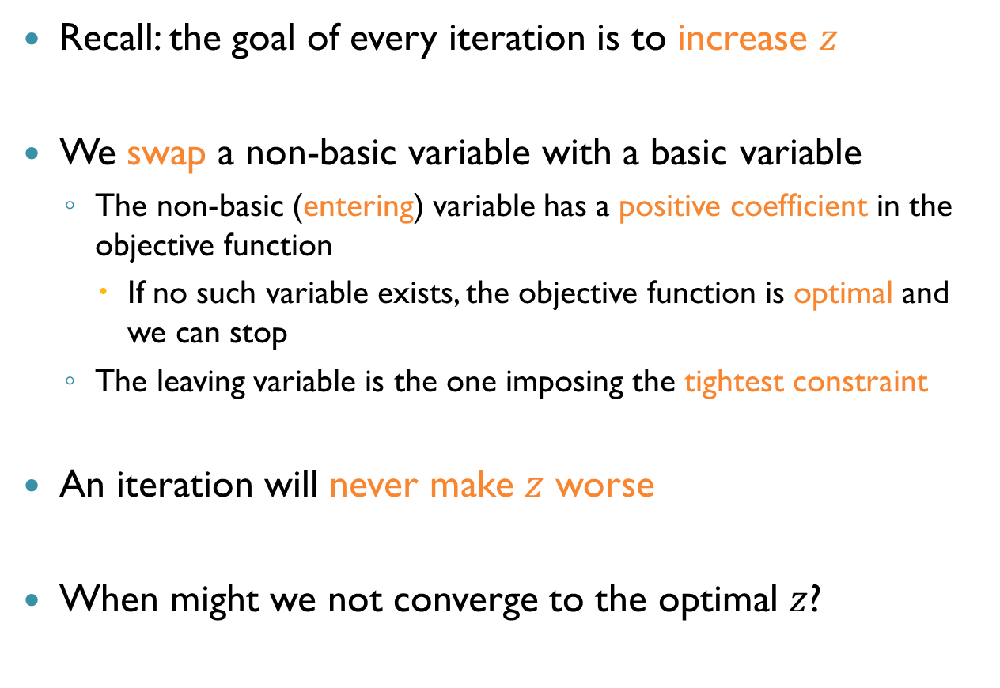 • Recall: the goal of every iteration is to increase z
• We swap a non-basic variable with a basic variable
◦ The non-basic (entering) variable has a positive coefficient in the
objective function
• If no such variable exists, the objective function is optimal and
we can stop
◦ The leaving variable is the one imposing the tightest constraint
• An iteration will never make z worse
• When might we not converge to the optimal z?